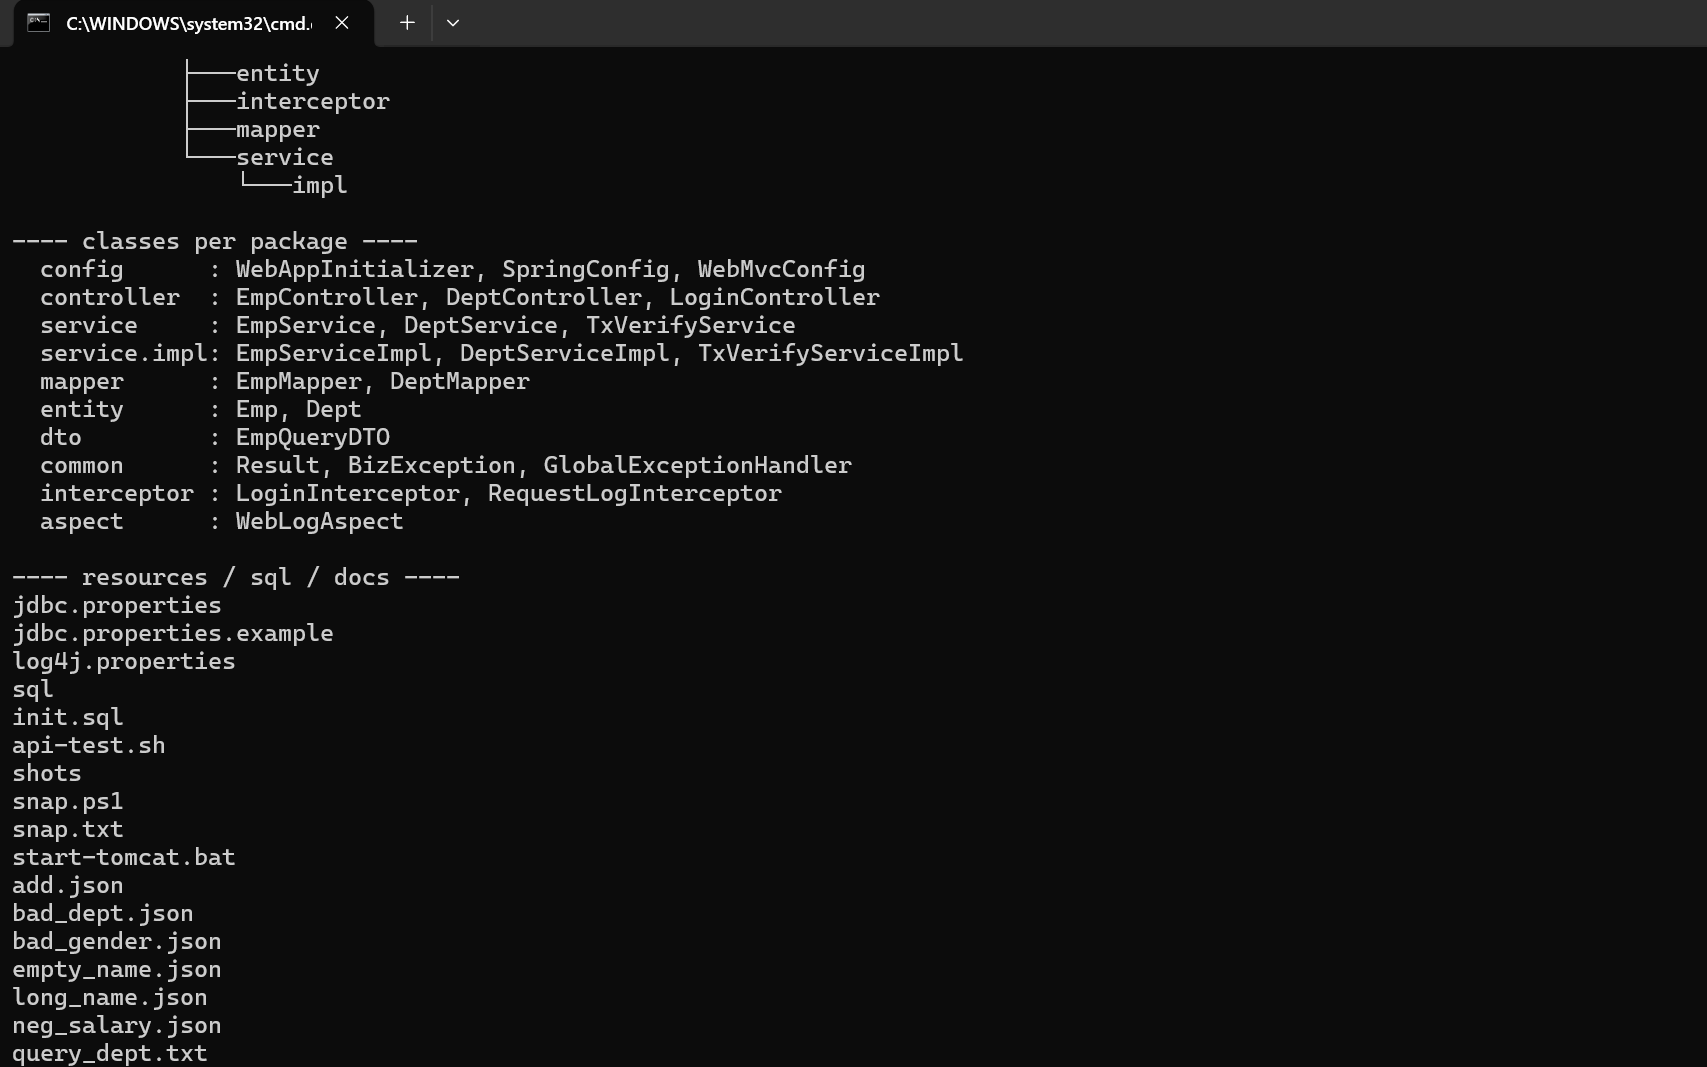 C:\WINDOWS\system32\cmd.
├───entity
├───interceptor
├───mapper
└───service
    └───impl
---- classes per package ----
config      : WebAppInitializer, SpringConfig, WebMvcConfig
controller  : EmpController, DeptController, LoginController
service     : EmpService, DeptService, TxVerifyService
service.impl: EmpServiceImpl, DeptServiceImpl, TxVerifyServiceImpl
mapper      : EmpMapper, DeptMapper
entity      : Emp, Dept
dto         : EmpQueryDTO
common      : Result, BizException, GlobalExceptionHandler
interceptor : LoginInterceptor, RequestLogInterceptor
aspect      : WebLogAspect
---- resources / sql / docs ----
jdbc.properties
jdbc.properties.example
log4j.properties
sql
init.sql
api-test.sh
shots
snap.ps1
snap.txt
start-tomcat.bat
add.json
bad_dept.json
bad_gender.json
empty_name.json
long_name.json
neg_salary.json
query_dept.txt